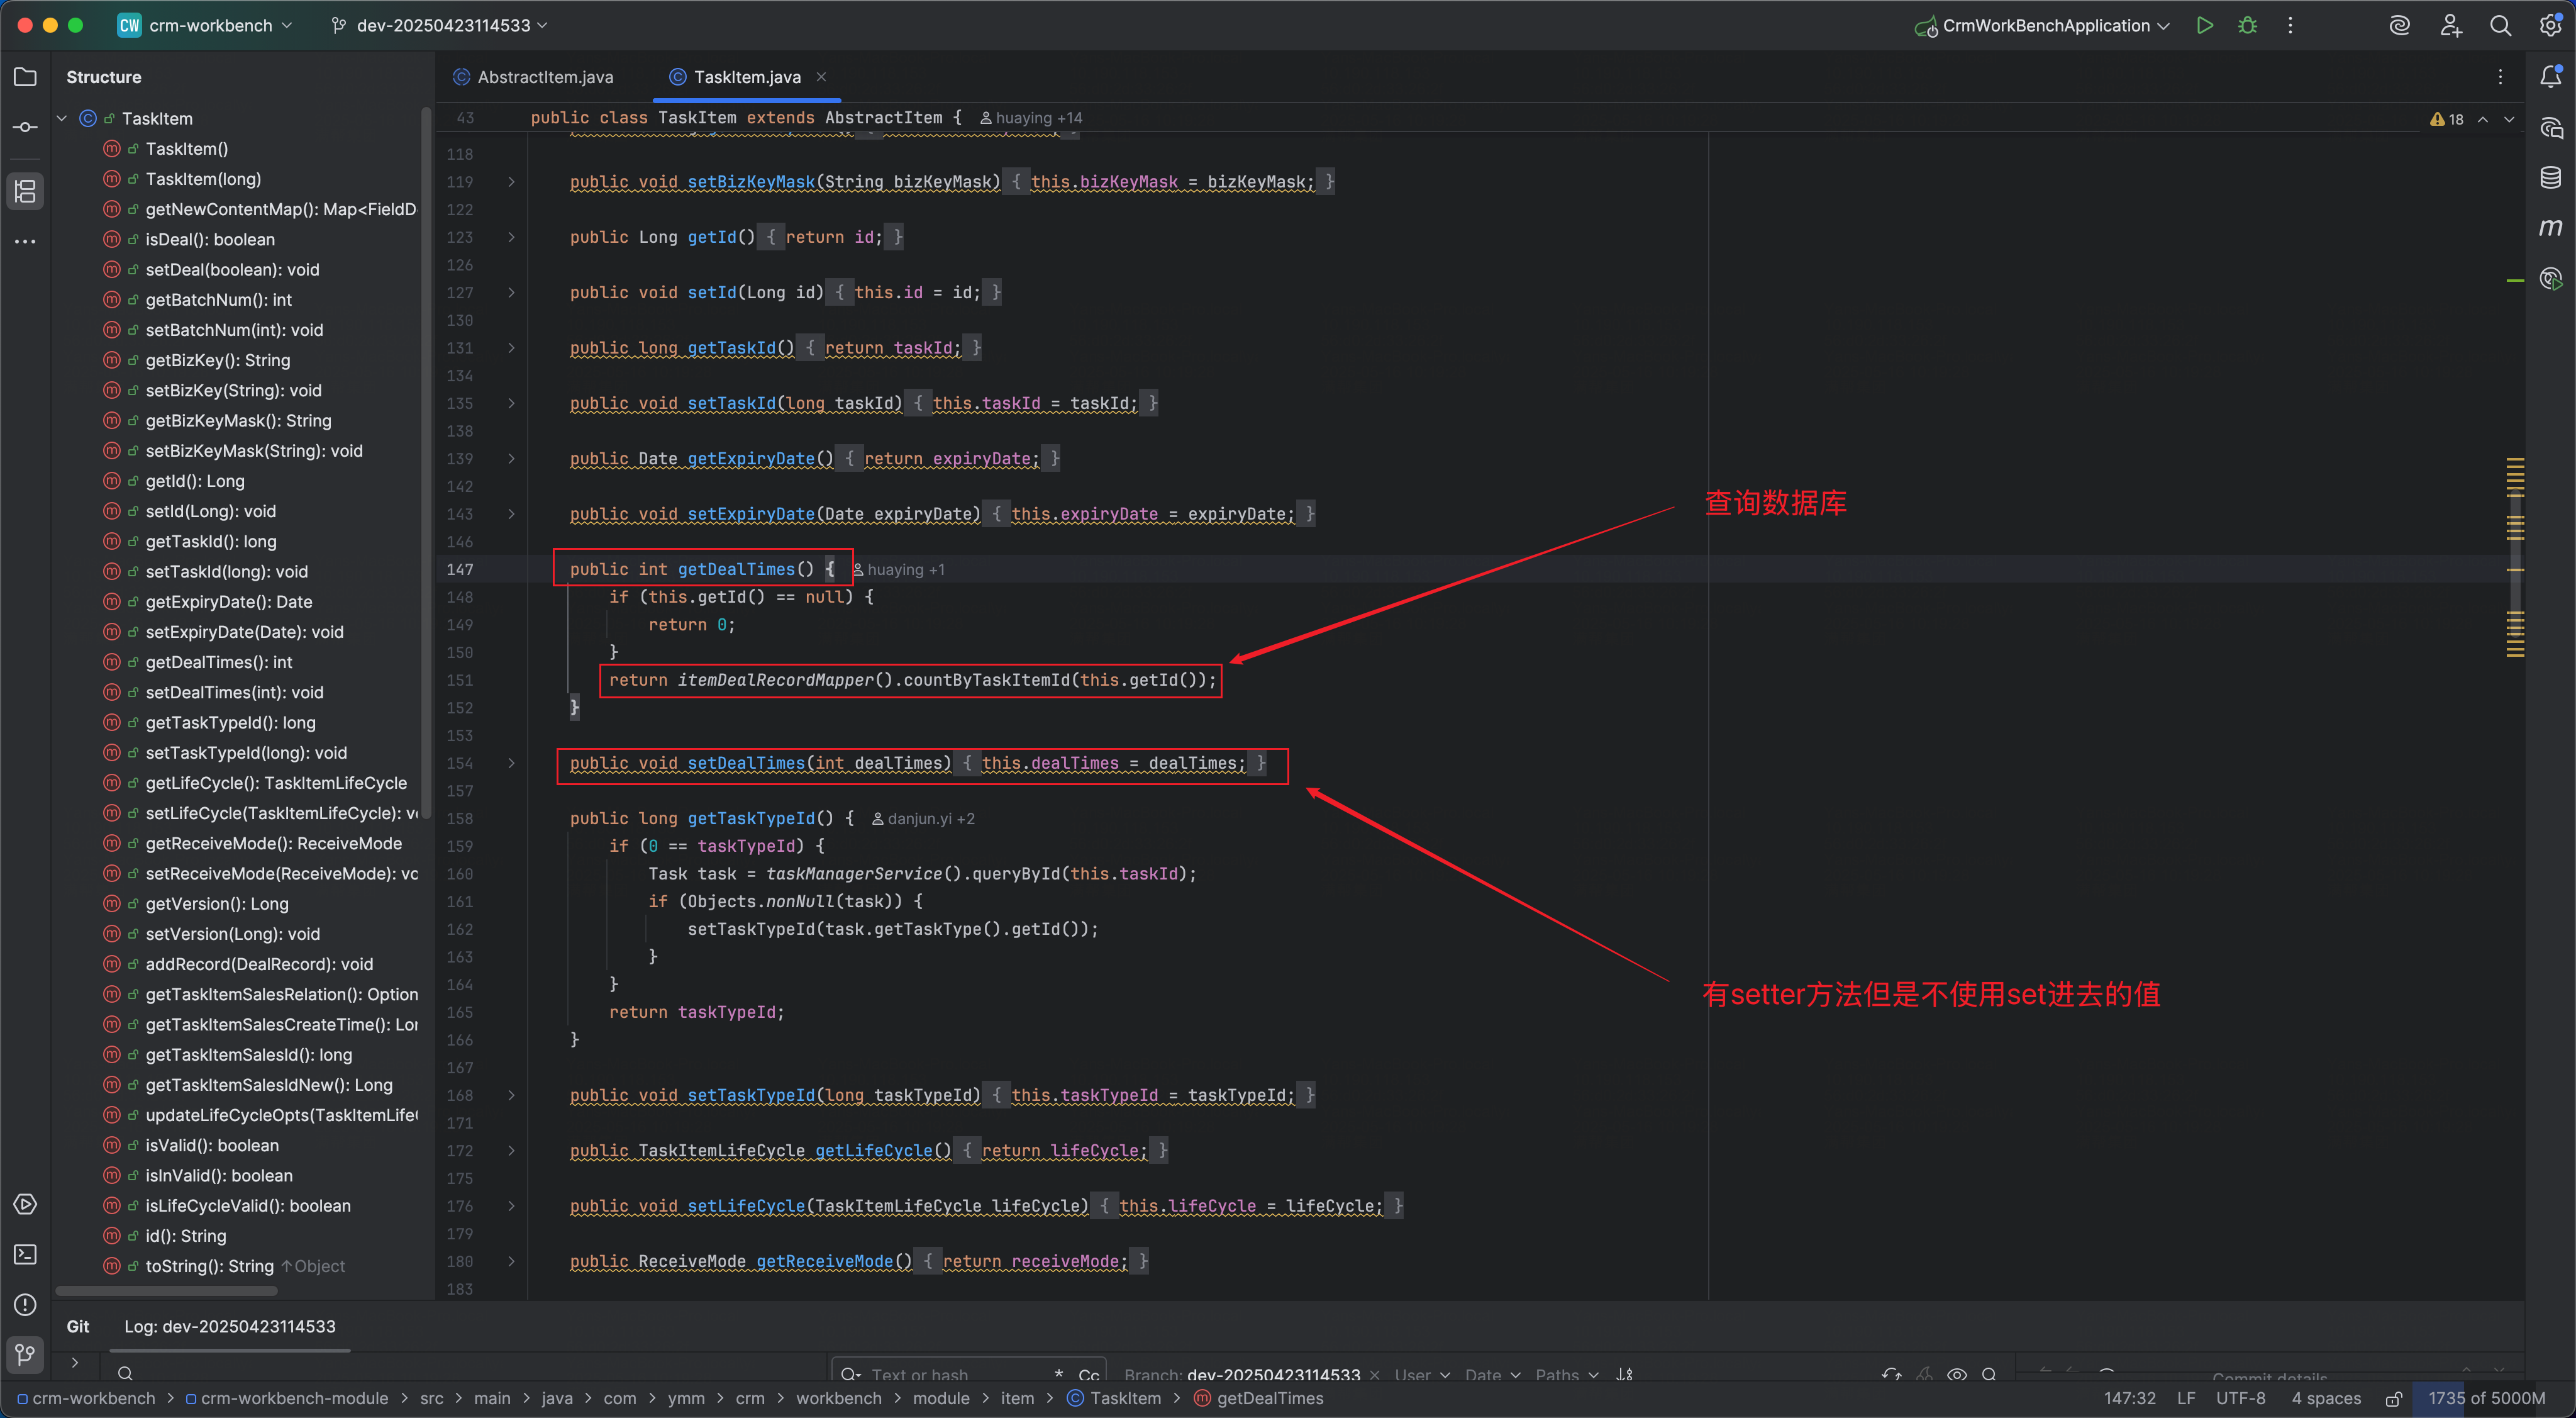 CW crm-workbench dev-20250423114533 CrmWorkBenchApplication
Structure
AbstractItem.java TaskItem.java
TaskItem
TaskItem()
TaskItem(long)
getNewContentMap(): Map<FieldD
isDeal(): boolean
setDeal(boolean): void
getBatchNum(): int
setBatchNum(int): void
getBizKey(): String
setBizKey(String): void
getBizKeyMask(): String
setBizKeyMask(String): void
getId(): Long
setId(Long): void
getTaskId(): long
setTaskId(long): void
getExpiryDate(): Date
setExpiryDate(Date): void
getDealTimes(): int
setDealTimes(int): void
getTaskTypeId(): long
setTaskTypeId(long): void
getLifeCycle(): TaskItemLifeCycle
setLifeCycle(TaskItemLifeCycle): v
getReceiveMode(): ReceiveMode
setReceiveMode(ReceiveMode): vo
getVersion(): Long
setVersion(Long): void
addRecord(DealRecord): void
getTaskItemSalesRelation(): Option
getTaskItemSalesCreateTime(): Lo
getTaskItemSalesId(): long
getTaskItemSalesIdNew(): Long
updateLifeCycleOpts(TaskItemLife
isValid(): boolean
isInValid(): boolean
isLifeCycleValid(): boolean
id(): String
toString(): String ↑Object
43 public class TaskItem extends AbstractItem { huaying +14
18
118
119 public void setBizKeyMask(String bizKeyMask) { this.bizKeyMask = bizKeyMask; }
122
123 public Long getId() { return id; }
126
127 public void setId(Long id) { this.id = id; }
130
131 public long getTaskId() { return taskId; }
134
135 public void setTaskId(long taskId) { this.taskId = taskId; }
138
139 public Date getExpiryDate() { return expiryDate; }
142
143 public void setExpiryDate(Date expiryDate) { this.expiryDate = expiryDate; }
查询数据库
146
147 public int getDealTimes() { huaying +1
148 if (this.getId() == null) {
149 return 0;
150 }
151 return itemDealRecordMapper().countByTaskItemId(this.getId());
152 }
153
154 public void setDealTimes(int dealTimes) { this.dealTimes = dealTimes; }
157
158 public long getTaskTypeId() { danjun.yi +2
159 if (0 == taskTypeId) {
160 Task task = taskManagerService().queryById(this.taskId);
161 if (Objects.nonNull(task)) {
162 setTaskTypeId(task.getTaskType().getId());
163 }
164 }
有setter方法但是不使用set进去的值
165 return taskTypeId;
166 }
167
168 public void setTaskTypeId(long taskTypeId) { this.taskTypeId = taskTypeId; }
171
172 public TaskItemLifeCycle getLifeCycle() { return lifeCycle; }
175
176 public void setLifeCycle(TaskItemLifeCycle lifeCycle) { this.lifeCycle = lifeCycle; }
179
180 public ReceiveMode getReceiveMode() { return receiveMode; }
183
Git Log: dev-20250423114533
Text or hash .* Cc Branch: dev-20250423114533 User Date Paths
Commit details
crm-workbench crm-workbench-module src main java com ymm crm workbench module item TaskItem getDealTimes
147:32 LF UTF-8 4 spaces 1735 of 5000M